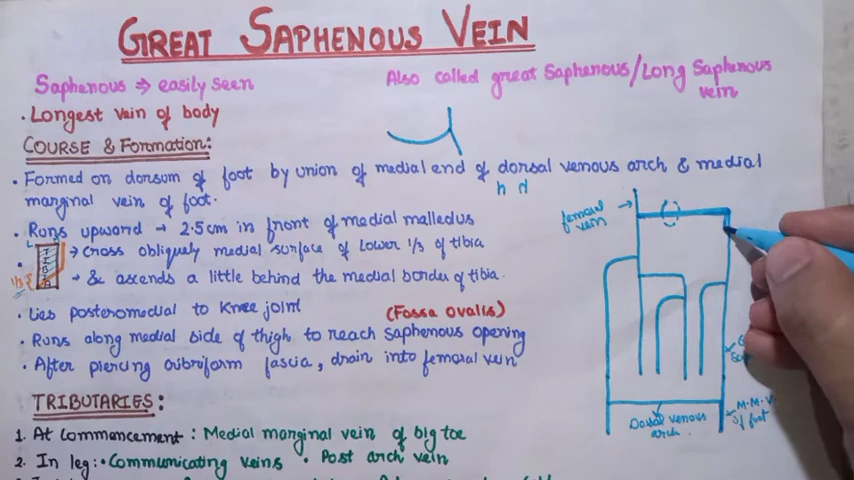 GREAT SAPHENOUS VEIN
Saphenous ⇒ easily seen
Also called great Saphenous/Long Saphenous vein
• Longest vein of body
COURSE & Formation:
• Formed on dorsum of foot by union of medial end of dorsal venous arch & medial
marginal vein of foot.
• Runs upward → 2.5cm in front of medial malleolus
→ Cross obliquely medial surface of lower 1/3 of tibia
→ & ascends a little behind the medial border of tibia.
1/3
• Lies posteromedial to knee joint
(Fossa ovalis)
• Runs along medial side of thigh to reach saphenous opening
• After piercing cribriform fascia, drain into femoral vein
femoral vein →
Dorsal venous
arch
M.M.V
of foot
TRIBUTARIES:
1. At commencement : Medial marginal vein of big toe
2. In leg: • Communicating veins • Post arch vein